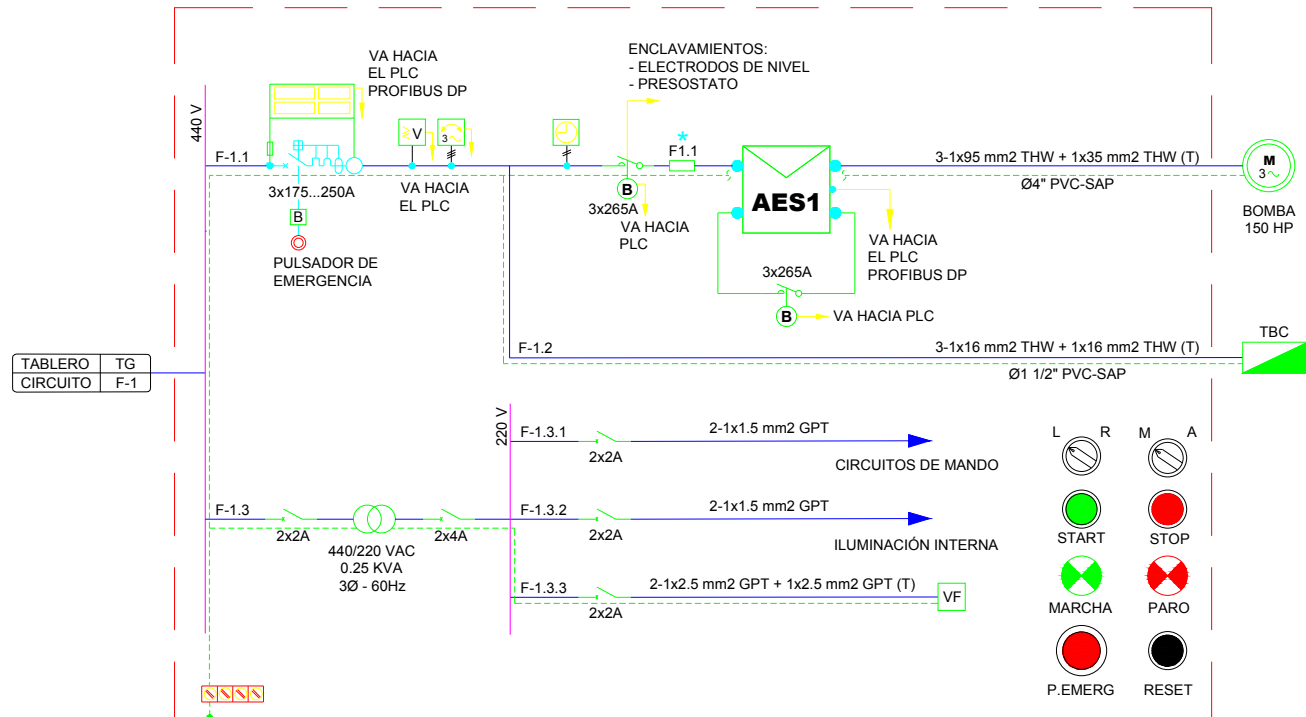 VA HACIA
EL PLC
PROFIBUS DP
440 V
F-1.1
3x175...250A
B
PULSADOR DE
EMERGENCIA
V
3
VA HACIA
EL PLC
ENCLAVAMIENTOS:
- ELECTRODOS DE NIVEL
- PRESOSTATO
*
F1.1
B
3x265A
VA HACIA
PLC
AES1
VA HACIA
EL PLC
PROFIBUS DP
3x265A
B
VA HACIA PLC
3-1x95 mm2 THW + 1x35 mm2 THW (T)
Ø4" PVC-SAP
M
3
BOMBA
150 HP
F-1.2
3-1x16 mm2 THW + 1x16 mm2 THW (T)
Ø1 1/2" PVC-SAP
TBC
TABLERO TG
CIRCUITO F-1
220 V
F-1.3.1
2x2A
2-1x1.5 mm2 GPT
CIRCUITOS DE MANDO
F-1.3
2x2A
440/220 VAC
0.25 KVA
3Ø - 60Hz
2x4A
F-1.3.2
2x2A
2-1x1.5 mm2 GPT
ILUMINACIÓN INTERNA
F-1.3.3
2x2A
2-1x2.5 mm2 GPT + 1x2.5 mm2 GPT (T)
VF
L R
M A
START
STOP
MARCHA
PARO
P.EMERG
RESET